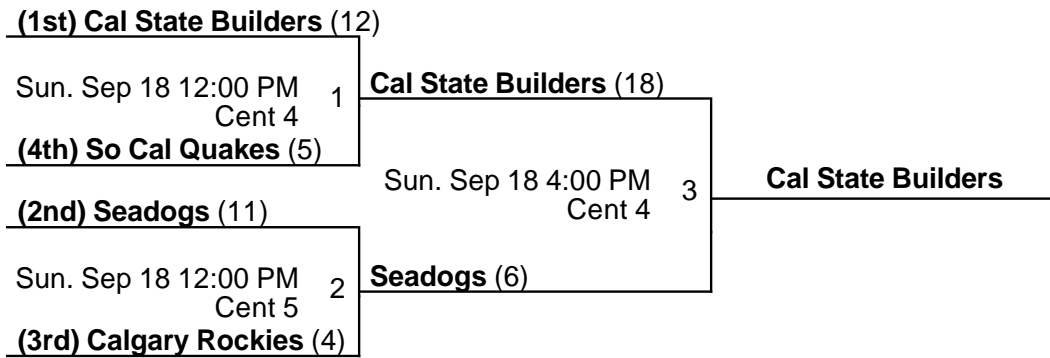 (1st) Cal State Builders (12)
Sun. Sep 18 12:00 PM
Cent 4
1
(4th) So Cal Quakes (5)
Cal State Builders (18)
(2nd) Seadogs (11)
Sun. Sep 18 12:00 PM
Cent 5
2
(3rd) Calgary Rockies (4)
Seadogs (6)
Sun. Sep 18 4:00 PM
Cent 4
3
Cal State Builders